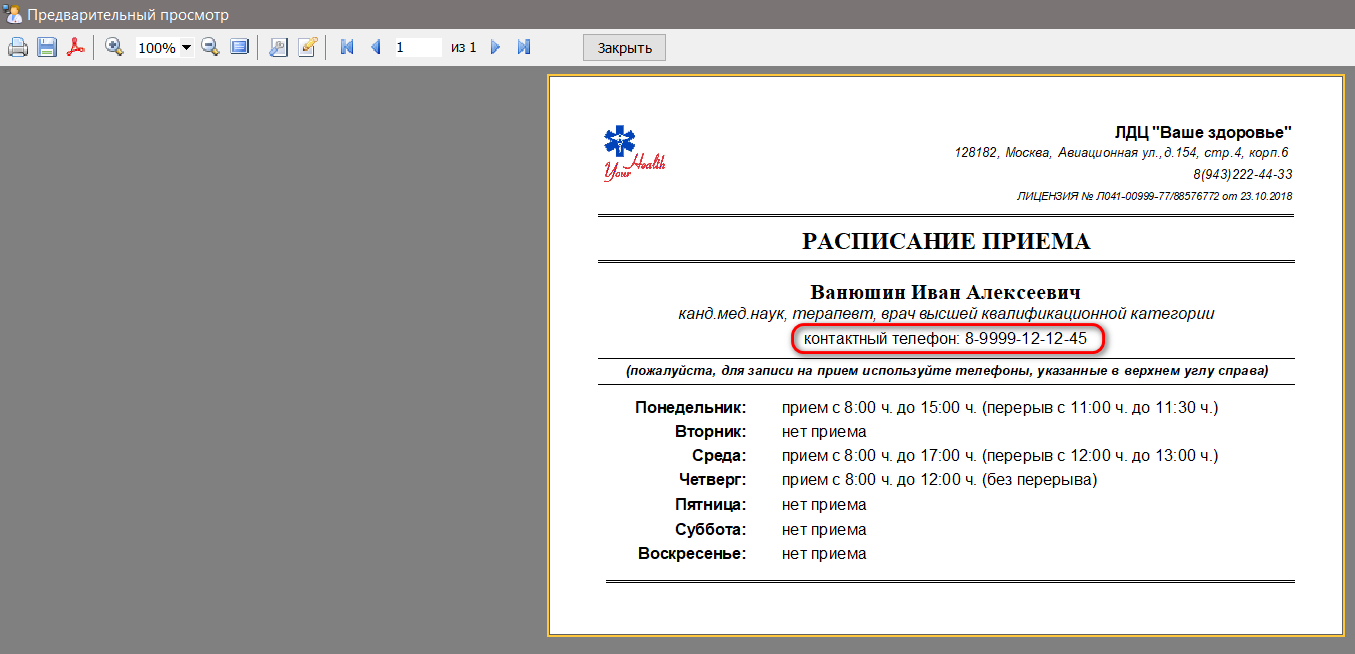 Предварительный просмотр
100%
1
из 1
Закрыть
Your Health
ЛДЦ "Ваше здоровье"
128182, Москва, Авиационная ул.,д.154, стр.4, корп.6
8(943)222-44-33
ЛИЦЕНЗИЯ № Л041-00999-77/88576772 от 23.10.2018
РАСПИСАНИЕ ПРИЕМА
Ванюшин Иван Алексеевич
канд.мед.наук, терапевт, врач высшей квалификационной категории
контактный телефон: 8-9999-12-12-45
(пожалуйста, для записи на прием используйте телефоны, указанные в верхнем углу справа)
Понедельник: прием с 8:00 ч. до 15:00 ч. (перерыв с 11:00 ч. до 11:30 ч.)
Вторник: нет приема
Среда: прием с 8:00 ч. до 17:00 ч. (перерыв с 12:00 ч. до 13:00 ч.)
Четверг: прием с 8:00 ч. до 12:00 ч. (без перерыва)
Пятница: нет приема
Суббота: нет приема
Воскресенье: нет приема